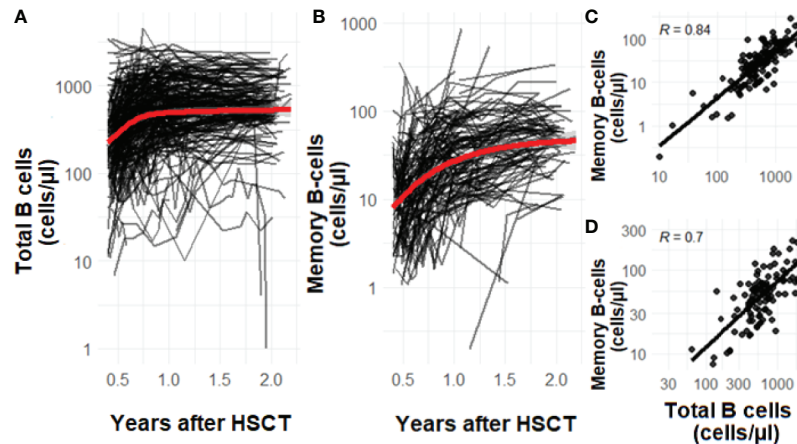 A
Total B cells
(cells/µl)
1000
100
10
1
0.5 1.0 1.5 2.0
Years after HSCT
B
Memory B-cells
(cells/µl)
1000
100
10
1
0.5 1.0 1.5 2.0
Years after HSCT
C
Memory B-cells
(cells/µl)
R = 0.84
100
30
10
1
10 100 1000
D
Memory B-cells
(cells/µl)
R = 0.7
300
100
30
10
30 100 300 1000
Total B cells
(cells/µl)